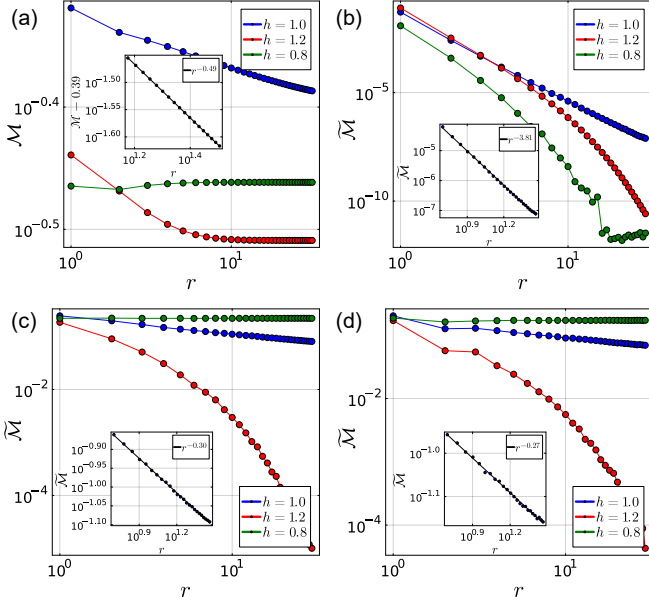 (a)
h = 1.0
h = 1.2
h = 0.8
10^{-0.4}
10^{-0.5}
ℳ
10^0
10^1
r
r^{-0.49}
10^{-1.50}
10^{-1.55}
10^{-1.60}
ℳ − 0.39
10^{1.2}
10^{1.4}
r
(b)
h = 1.0
h = 1.2
h = 0.8
10^{-5}
10^{-10}
ℳ̃
10^0
10^1
r
r^{-3.81}
10^{-5}
10^{-6}
10^{-7}
ℳ̃
10^{0.9}
10^{1.2}
r
(c)
10^{-2}
10^{-4}
ℳ̃
10^0
10^1
r
h = 1.0
h = 1.2
h = 0.8
r^{-0.30}
10^{-0.90}
10^{-0.95}
10^{-1.00}
10^{-1.05}
10^{-1.10}
ℳ̃
10^{0.9}
10^{1.2}
r
(d)
10^{-2}
10^{-4}
ℳ̃
10^0
10^1
r
h = 1.0
h = 1.2
h = 0.8
r^{-0.27}
10^{-1.0}
10^{-1.1}
ℳ̃
10^{0.9}
10^{1.2}
r